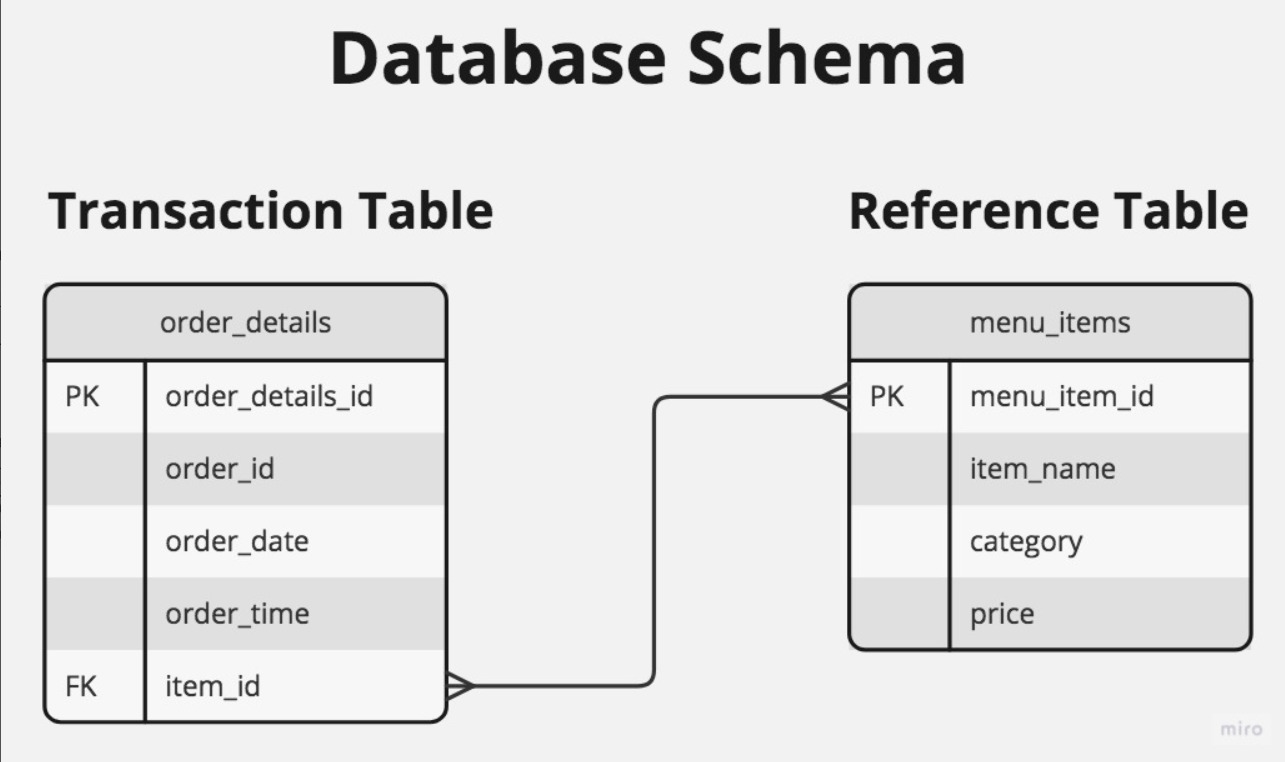 Database Schema
Transaction Table
Reference Table
order_details
PK order_details_id
order_id
order_date
order_time
FK item_id
menu_items
PK menu_item_id
item_name
category
price
miro